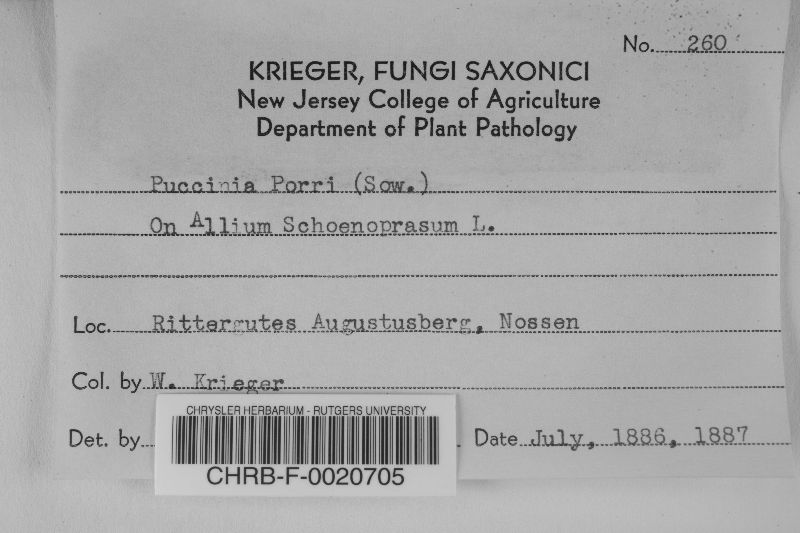 No. 260
KRIEGER, FUNGI SAXONICI
New Jersey College of Agriculture
Department of Plant Pathology
Puccinia Porri (Sow.)
On Allium Schoenoprasum L.
Loc. Rittergutes Augustusberg, Nossen
Col. by W. Krieger
Det. by Date July, 1886, 1887
CHRYSLER HERBARIUM - RUTGERS UNIVERSITY
CHRB-F-0020705